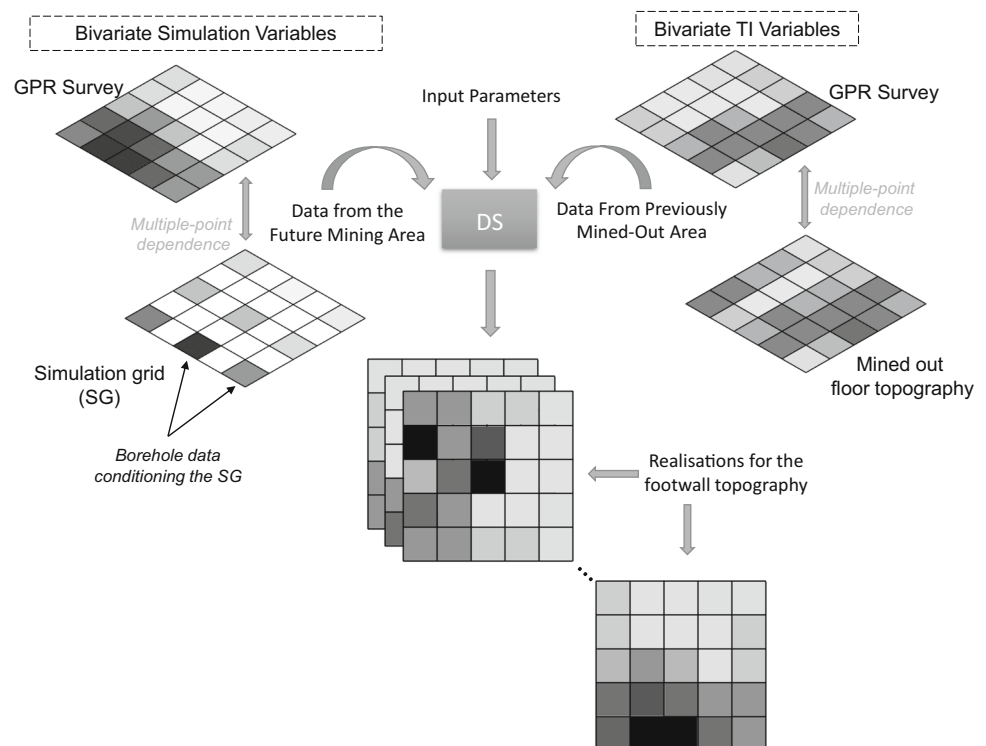 Bivariate Simulation Variables
Bivariate TI Variables
GPR Survey
Input Parameters
GPR Survey
Multiple-point
dependence
Data from the
Future Mining Area
DS
Data From Previously
Mined-Out Area
Multiple-point
dependence
Simulation grid
(SG)
Mined out
floor topography
Borehole data
conditioning the SG
Realisations for the
footwall topography